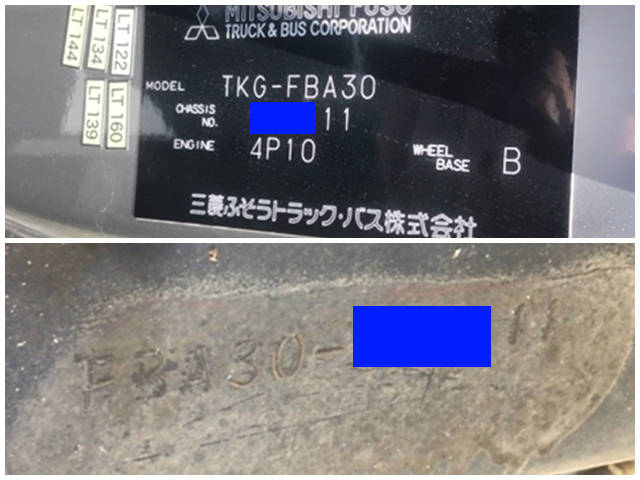 MITSUBISHI FUSO
TRUCK & BUS CORPORATION
LT 144
LT 134
LT 122
LT 139
LT 160
MODEL TKG-FBA30
CHASSIS NO. 11
ENGINE 4P10
WHEEL BASE B
三菱ふそうトラック・バス株式会社
FBA30- 11